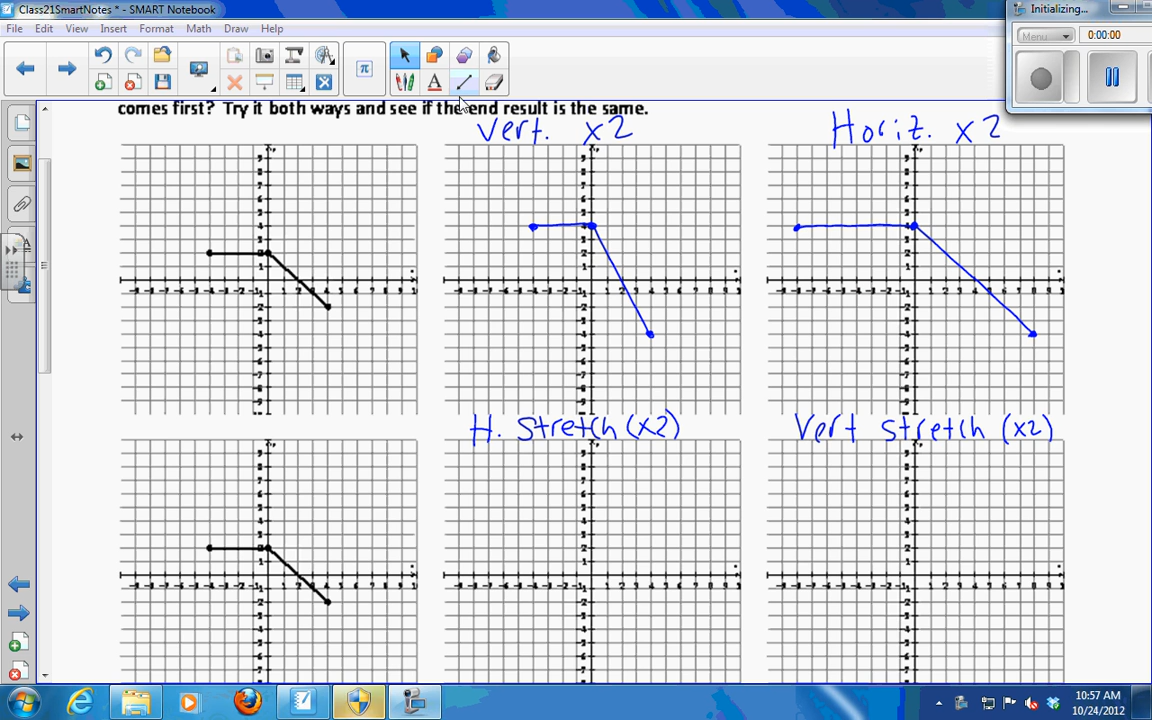 Class21SmartNotes * - SMART Notebook
Initializing...
File Edit View Insert Format Math Draw Help
Menu
0:00:00
comes first? Try it both ways and see if the end result is the same.
Vert. x2
Horiz. x2
H. Stretch (x2)
Vert stretch (x2)
10:57 AM
10/24/2012